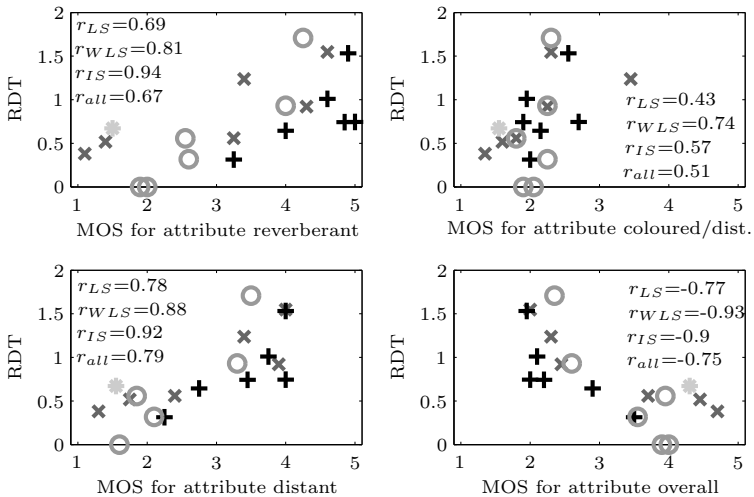 2
1.5
1
0.5
0
RDT
r_LS=0.69
r_WLS=0.81
r_IS=0.94
r_all=0.67
1 2 3 4 5
MOS for attribute reverberant
2
1.5
1
0.5
0
RDT
r_LS=0.43
r_WLS=0.74
r_IS=0.57
r_all=0.51
1 2 3 4 5
MOS for attribute coloured/dist.
2
1.5
1
0.5
0
RDT
r_LS=0.78
r_WLS=0.88
r_IS=0.92
r_all=0.79
1 2 3 4 5
MOS for attribute distant
2
1.5
1
0.5
0
RDT
r_LS=-0.77
r_WLS=-0.93
r_IS=-0.9
r_all=-0.75
1 2 3 4 5
MOS for attribute overall